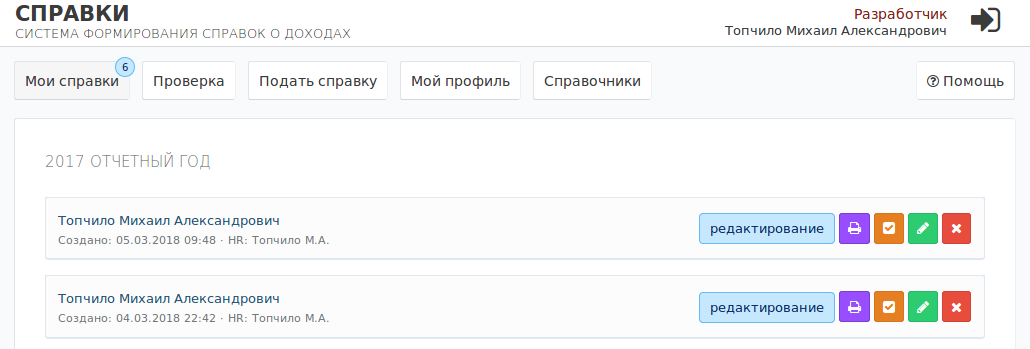 СПРАВКИ
СИСТЕМА ФОРМИРОВАНИЯ СПРАВОК О ДОХОДАХ
Разработчик
Топчило Михаил Александрович
Мои справки 6 Проверка Подать справку Мой профиль Справочники Помощь
2017 ОТЧЕТНЫЙ ГОД
Топчило Михаил Александрович
Создано: 05.03.2018 09:48 · HR: Топчило М.А.
редактирование
Топчило Михаил Александрович
Создано: 04.03.2018 22:42 · HR: Топчило М.А.
редактирование